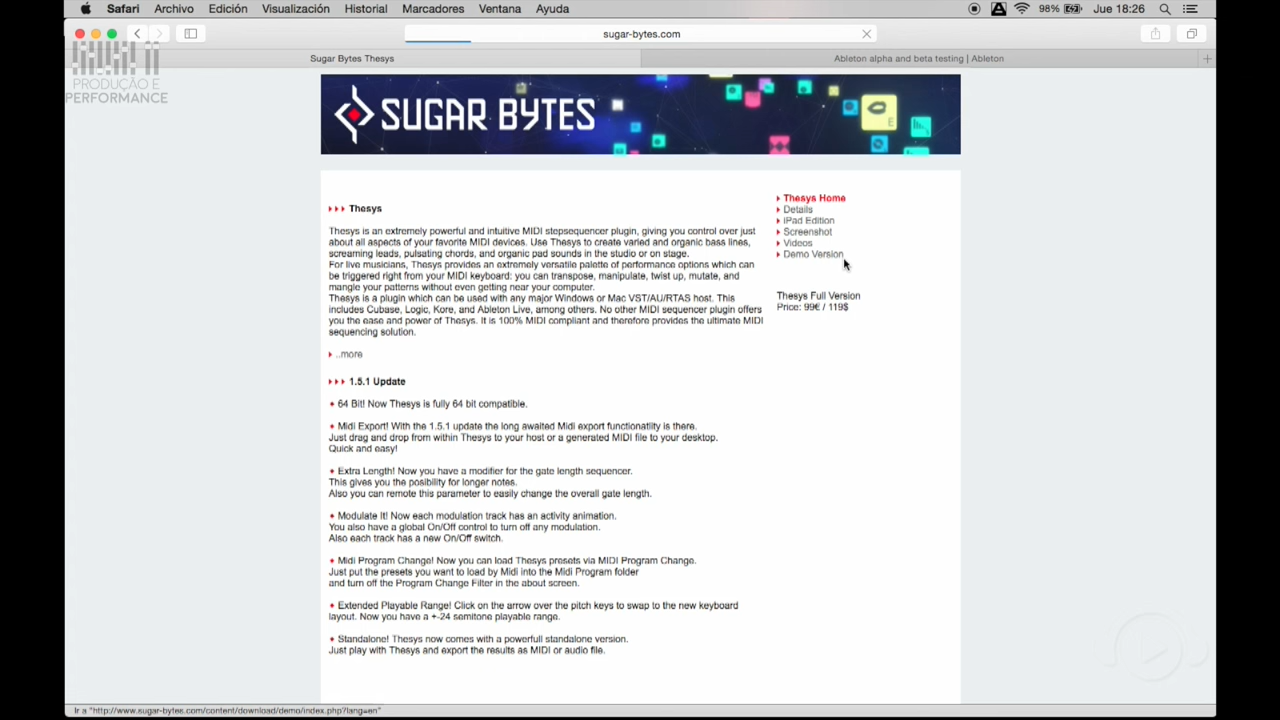 Safari Archivo Edición Visualización Historial Marcadores Ventana Ayuda 98% Jue 18:26
sugar-bytes.com
Sugar Bytes Thesys Ableton alpha and beta testing | Ableton
PRODUÇÃO E
PERFORMANCE
SUGAR BYTES
E
Thesys
Thesys is an extremely powerful and intuitive MIDI stepsequencer plugin, giving you control over just
about all aspects of your favorite MIDI devices. Use Thesys to create varied and organic bass lines,
screaming leads, pulsating chords, and organic pad sounds in the studio or on stage.
For live musicians, Thesys provides an extremely versatile palette of performance options which can
be triggered right from your MIDI keyboard: you can transpose, manipulate, twist up, mutate, and
mangle your patterns without even getting near your computer.
Thesys is a plugin which can be used with any major Windows or Mac VST/AU/RTAS host. This
includes Cubase, Logic, Kore, and Ableton Live, among others. No other MIDI sequencer plugin offers
you the ease and power of Thesys. It is 100% MIDI compliant and therefore provides the ultimate MIDI
sequencing solution.
..more
1.5.1 Update
• 64 Bit! Now Thesys is fully 64 bit compatible.
• Midi Export! With the 1.5.1 update the long awaited Midi export functionatlity is there.
Just drag and drop from within Thesys to your host or a generated MIDI file to your desktop.
Quick and easy!
• Extra Length! Now you have a modifier for the gate length sequencer.
This gives you the posibility for longer notes.
Also you can remote this parameter to easily change the overall gate length.
• Modulate It! Now each modulation track has an activity animation.
You also have a global On/Off control to turn off any modulation.
Also each track has a new On/Off switch.
• Midi Program Change! Now you can load Thesys presets via MIDI Program Change.
Just put the presets you want to load by Midi into the Midi Program folder
and turn off the Program Change Filter in the about screen.
• Extended Playable Range! Click on the arrow over the pitch keys to swap to the new keyboard
layout. Now you have a +-24 semitone playable range.
• Standalone! Thesys now comes with a powerfull standalone version.
Just play with Thesys and export the results as MIDI or audio file.
Thesys Home
Details
iPad Edition
Screenshot
Videos
Demo Version
Thesys Full Version
Price: 99€ / 119$
Ir a "http://www.sugar-bytes.com/content/download/demo/index.php?lang=en"